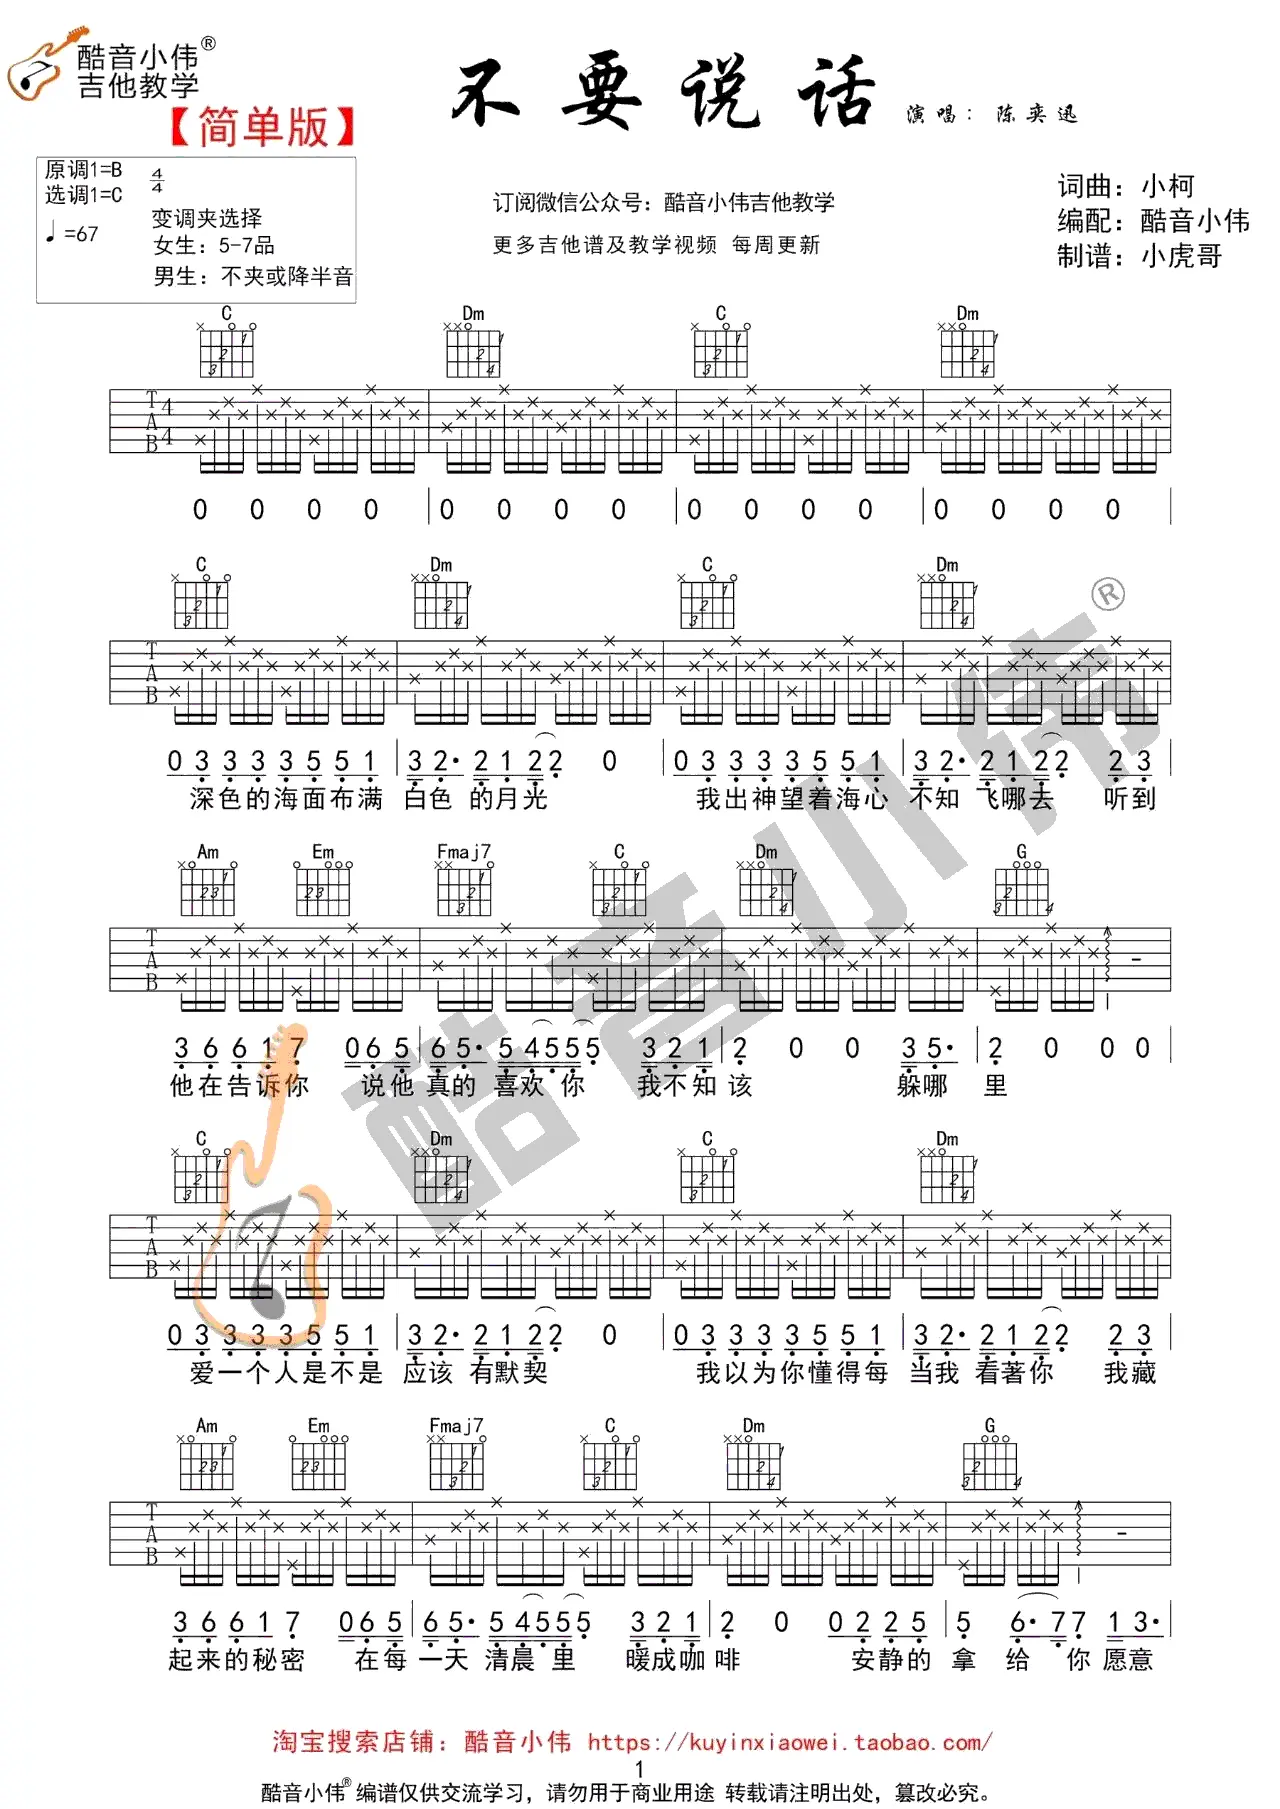 酷音小伟®
吉他教学
【简单版】
不要说话 演唱：陈奕迅
原调1=B 4/4
选调1=C
♩=67
变调夹选择
女生：5-7品
男生：不夹或降半音
订阅微信公众号：酷音小伟吉他教学
更多吉他谱及教学视频 每周更新
词曲：小柯
编配：酷音小伟
制谱：小虎哥
C Dm C Dm
T A B 4 4
0 0 0 0 | 0 0 0 0 | 0 0 0 0 | 0 0 0 0
C Dm C Dm
T A B
0 3 3 3 3 5 5 1 | 3 2· 2 1 2 2 0 | 0 3 3 3 3 5 5 1 | 3 2· 2 1 2 2 2 3
深色的海面布满 白色 的月光 我出神望着海心 不知 飞哪去 听到
Am Em Fmaj7 C Dm G
T A B
3 6 6 1 7 0 6 5 | 6 5· 5 4 5 5 5 3 2 1 | 2 0 0 3 5· | 2 0 0 0
他在告诉你 说他 真的 喜欢 你 我不知 该 躲哪 里
C Dm C Dm
T A B
0 3 3 3 3 5 5 1 | 3 2· 2 1 2 2 0 | 0 3 3 3 3 5 5 1 | 3 2· 2 1 2 2 2 3
爱一个人是不是 应该 有默契 我以为你懂得每 当我 看著你 我藏
Am Em Fmaj7 C Dm G
T A B
3 6 6 1 7 0 6 5 | 6 5· 5 4 5 5 5 3 2 1 | 2 0 0 2 2 5 | 5 6· 7 7 1 3·
起来的秘密 在每 一天 清晨 里 暖成咖 啡 安静的 拿 给 你 愿意
酷音小伟®
淘宝搜索店铺：酷音小伟 https://kuyinxiaowei.taobao.com/
1
酷音小伟®编谱仅供交流学习，请勿用于商业用途 转载请注明出处，篡改必究。